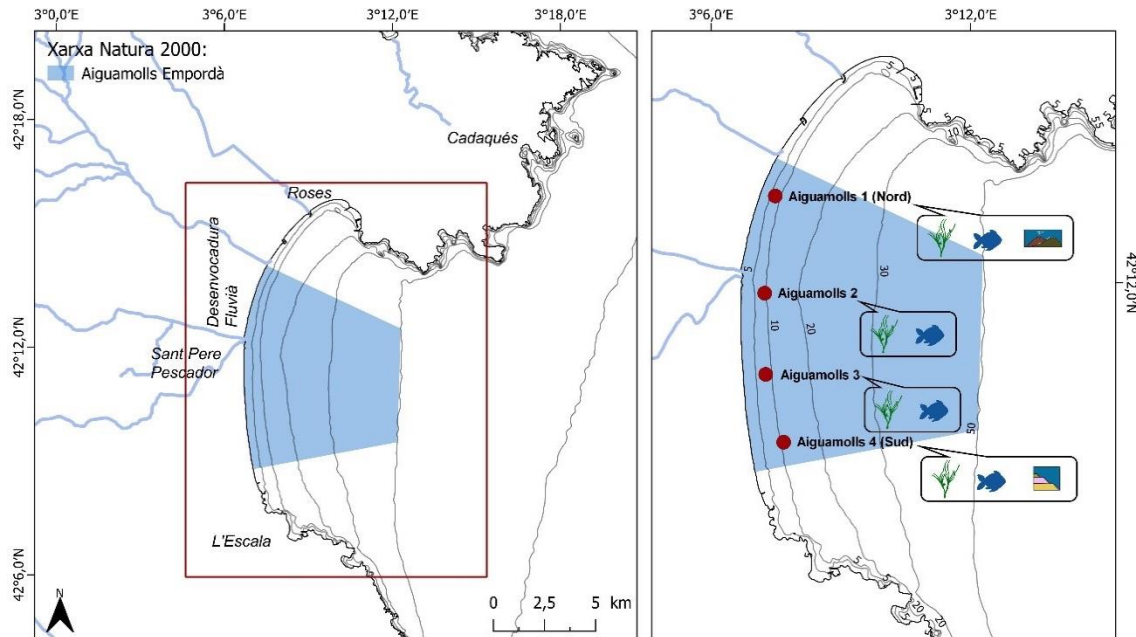 3°0,0'E
3°6,0'E
3°12,0'E
3°18,0'E
Xarxa Natura 2000:
Aiguamolls Empordà
42°18,0'N
Cadaqués
Roses
Desenvocadura
Fluvià
42°12,0'N
Sant Pere
Pescador
L'Escala
42°6,0'N
N
0 2,5 5 km
3°6,0'E
3°12,0'E
Aiguamolls 1 (Nord)
Aiguamolls 2
Aiguamolls 3
Aiguamolls 4 (Sud)
42°12,0'N
5
10
20
30
50
10
20
20